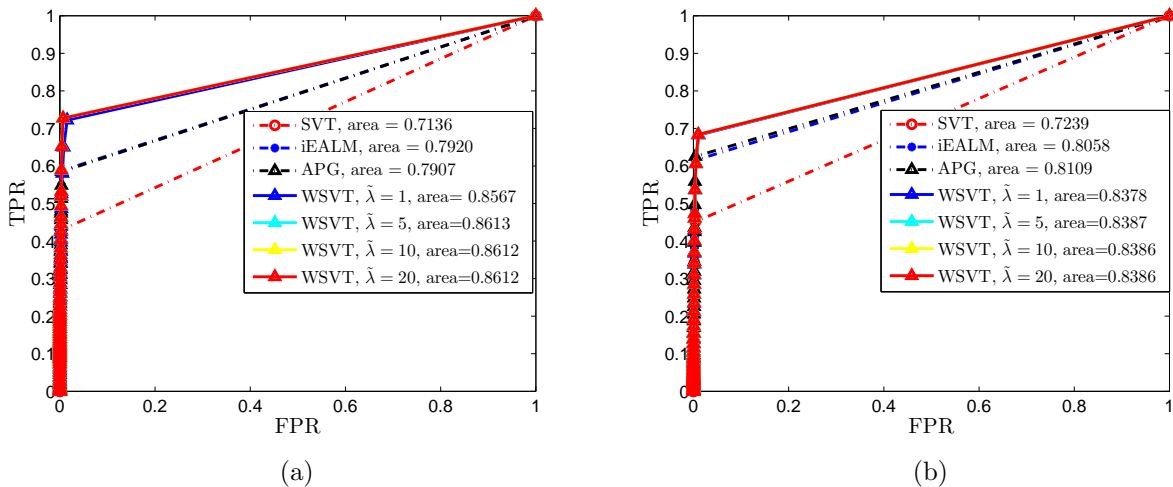 1
0.9
0.8
0.7
0.6
0.5
0.4
0.3
0.2
0.1
0
TPR
0 0.2 0.4 0.6 0.8 1
FPR
SVT, area = 0.7136
iEALM, area = 0.7920
APG, area = 0.7907
WSVT, λ̃ = 1, area= 0.8567
WSVT, λ̃ = 5, area=0.8613
WSVT, λ̃ = 10, area=0.8612
WSVT, λ̃ = 20, area=0.8612
(a)
1
0.9
0.8
0.7
0.6
0.5
0.4
0.3
0.2
0.1
0
TPR
0 0.2 0.4 0.6 0.8 1
FPR
SVT, area = 0.7239
iEALM, area = 0.8058
APG, area = 0.8109
WSVT, λ̃ = 1, area=0.8378
WSVT, λ̃ = 5, area=0.8387
WSVT, λ̃ = 10, area=0.8386
WSVT, λ̃ = 20, area=0.8386
(b)